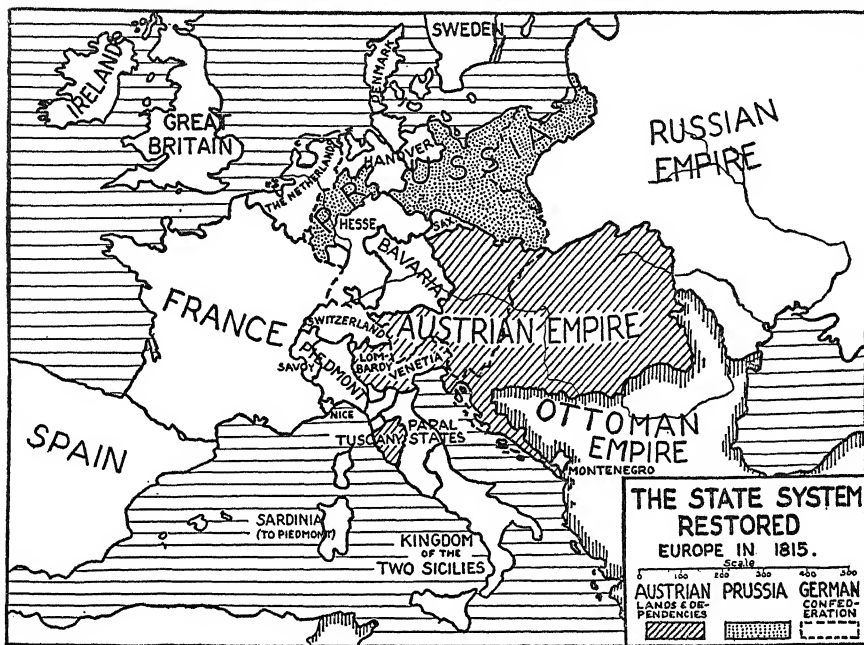 SWEDEN
IRELAND
GREAT
BRITAIN
DENMARK
RUSSIAN
EMPIRE
THE NETHERLANDS
HANOVER
PRUSSIA
HESSE
SAX.
BAVARIA
FRANCE
SWITZERLAND
AUSTRIAN EMPIRE
SAVOY
PIEDMONT
LOM-
BARDY
VENETIA
NICE
TUSCANY
PAPAL
STATES
OTTOMAN
EMPIRE
MONTENEGRO
SPAIN
SARDINIA
(TO PIEDMONT)
KINGDOM
OF THE
TWO SICILIES
THE STATE SYSTEM
RESTORED
EUROPE IN 1815.
Scale
0 100 200 300 400 500
AUSTRIAN
LANDS & DE-
PENDENCIES
PRUSSIA
GERMAN
CONFED-
ERATION